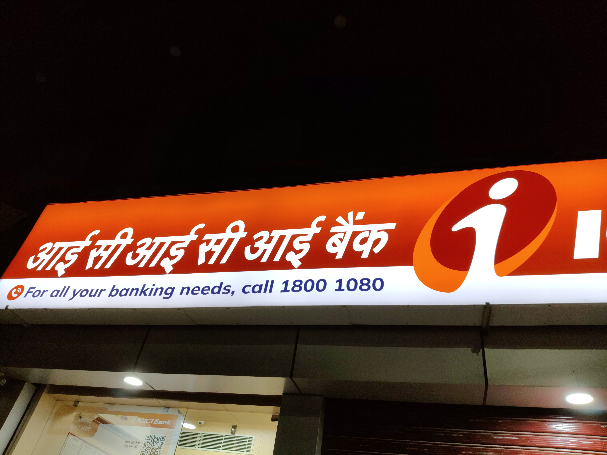 आई सी आई सी आई बैंक
For all your banking needs, call 1800 1080